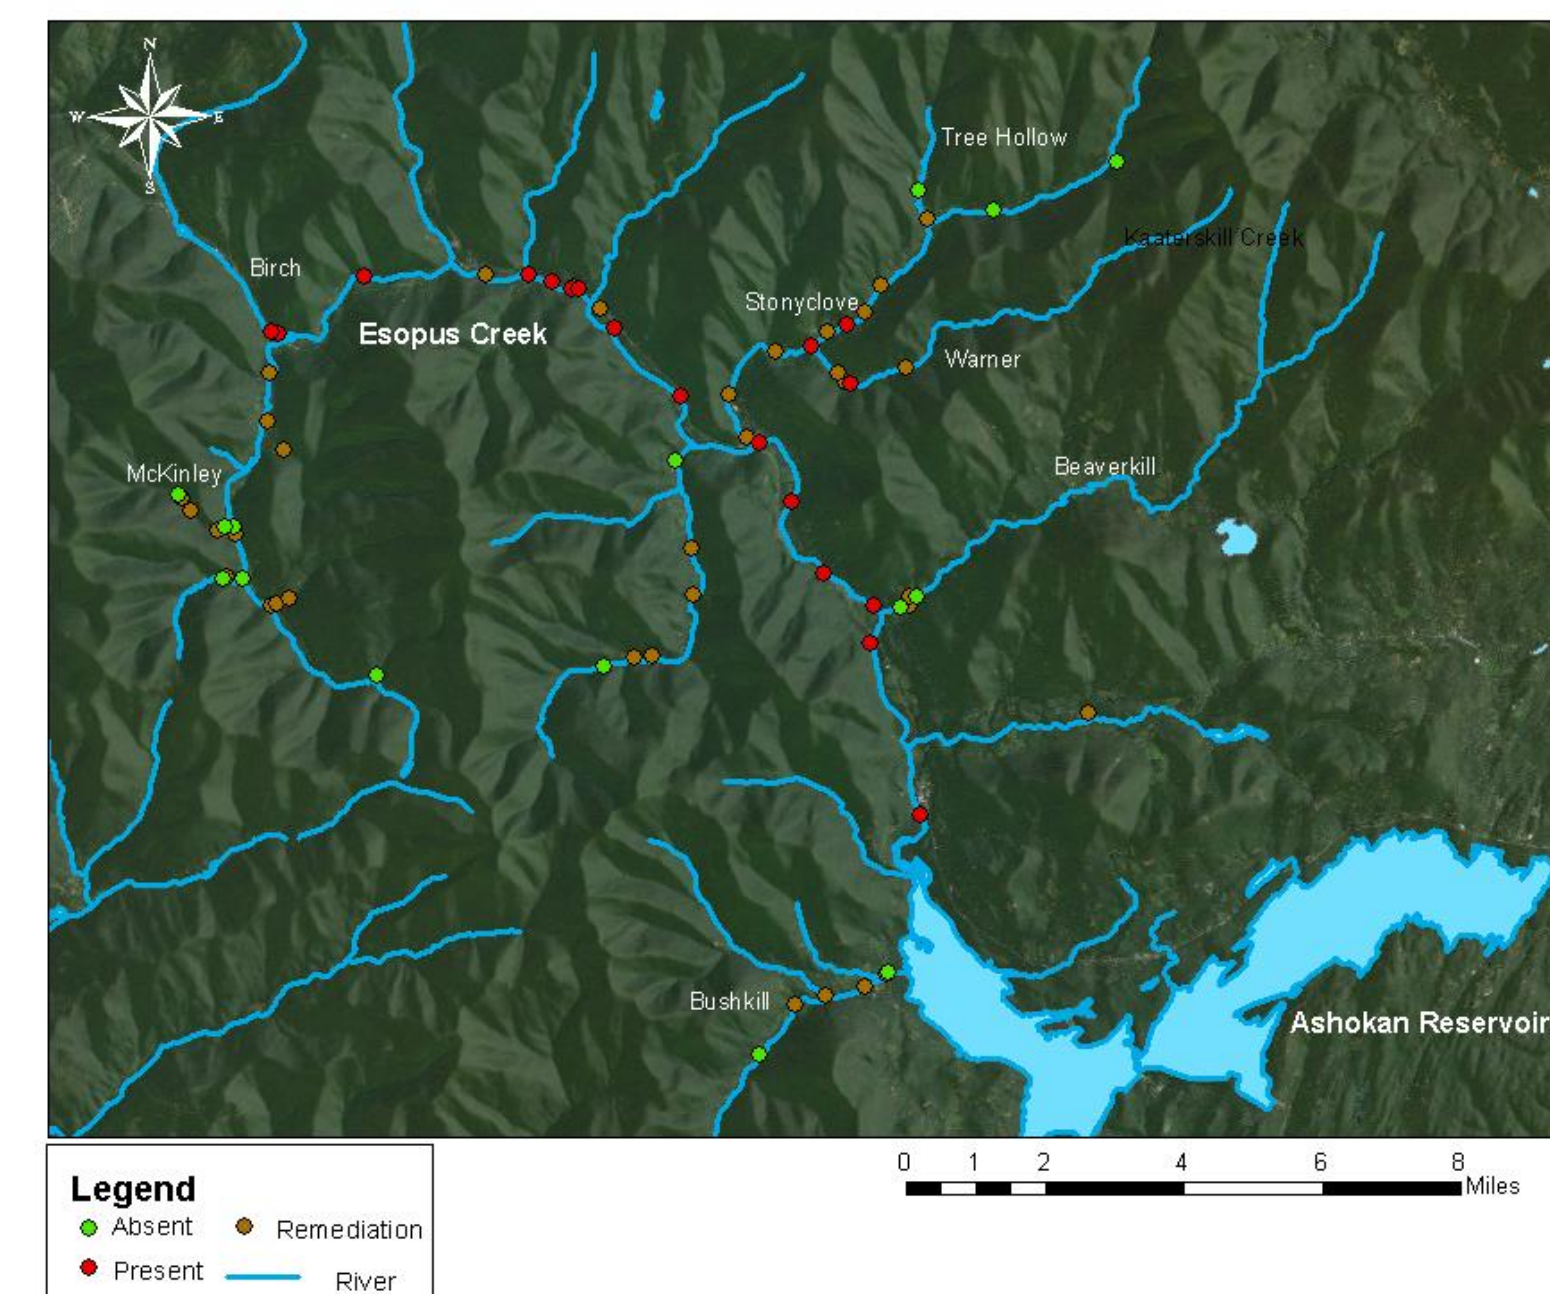 N
W
E
S
Tree Hollow
Kaaterskill Creek
Birch
Stonyclove
Esopus Creek
Warner
McKinley
Beaverkill
Bushkill
Ashokan Reservoir
0 1 2 4 6 8
Miles
Legend
Absent Remediation
Present River